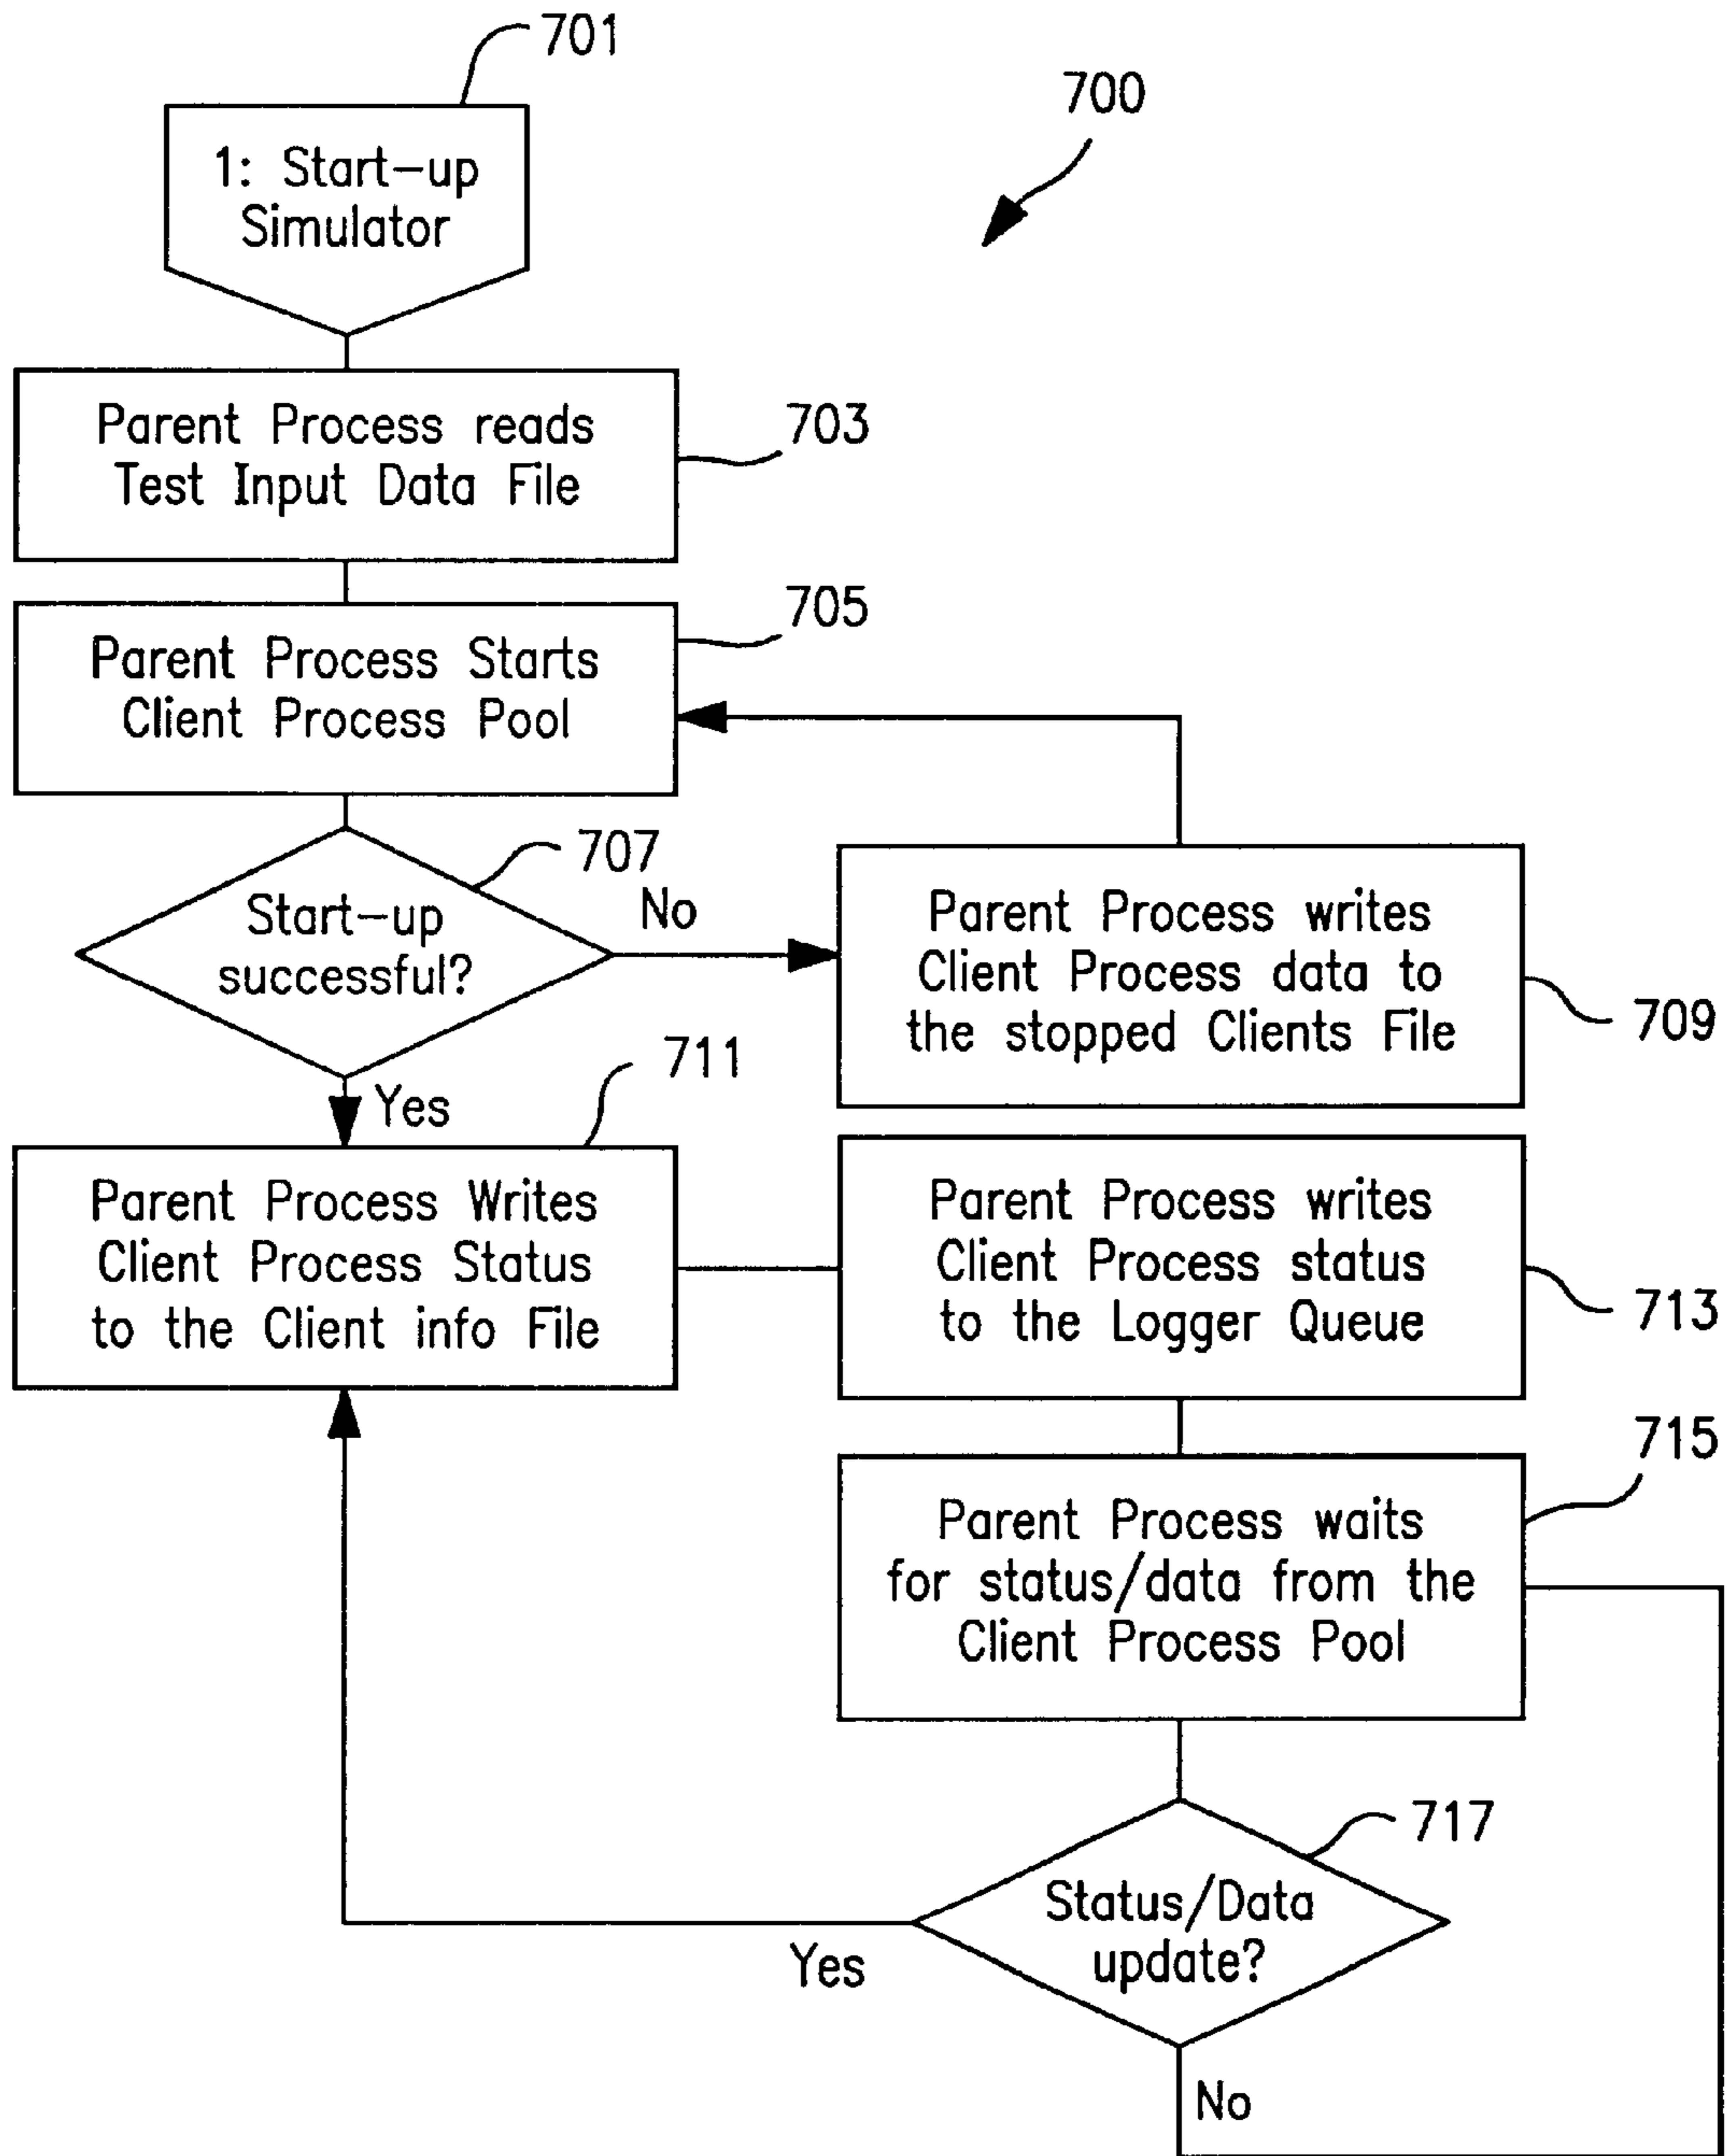 701
700
1: Start-up
Simulator
Parent Process reads
Test Input Data File
703
705
Parent Process Starts
Client Process Pool
707
Start-up
successful?
No
Parent Process writes
Client Process data to
the stopped Clients File
709
Yes
711
Parent Process Writes
Client Process Status
to the Client info File
Parent Process writes
Client Process status
to the Logger Queue
713
715
Parent Process waits
for status/data from the
Client Process Pool
717
Status/Data
update?
Yes
No